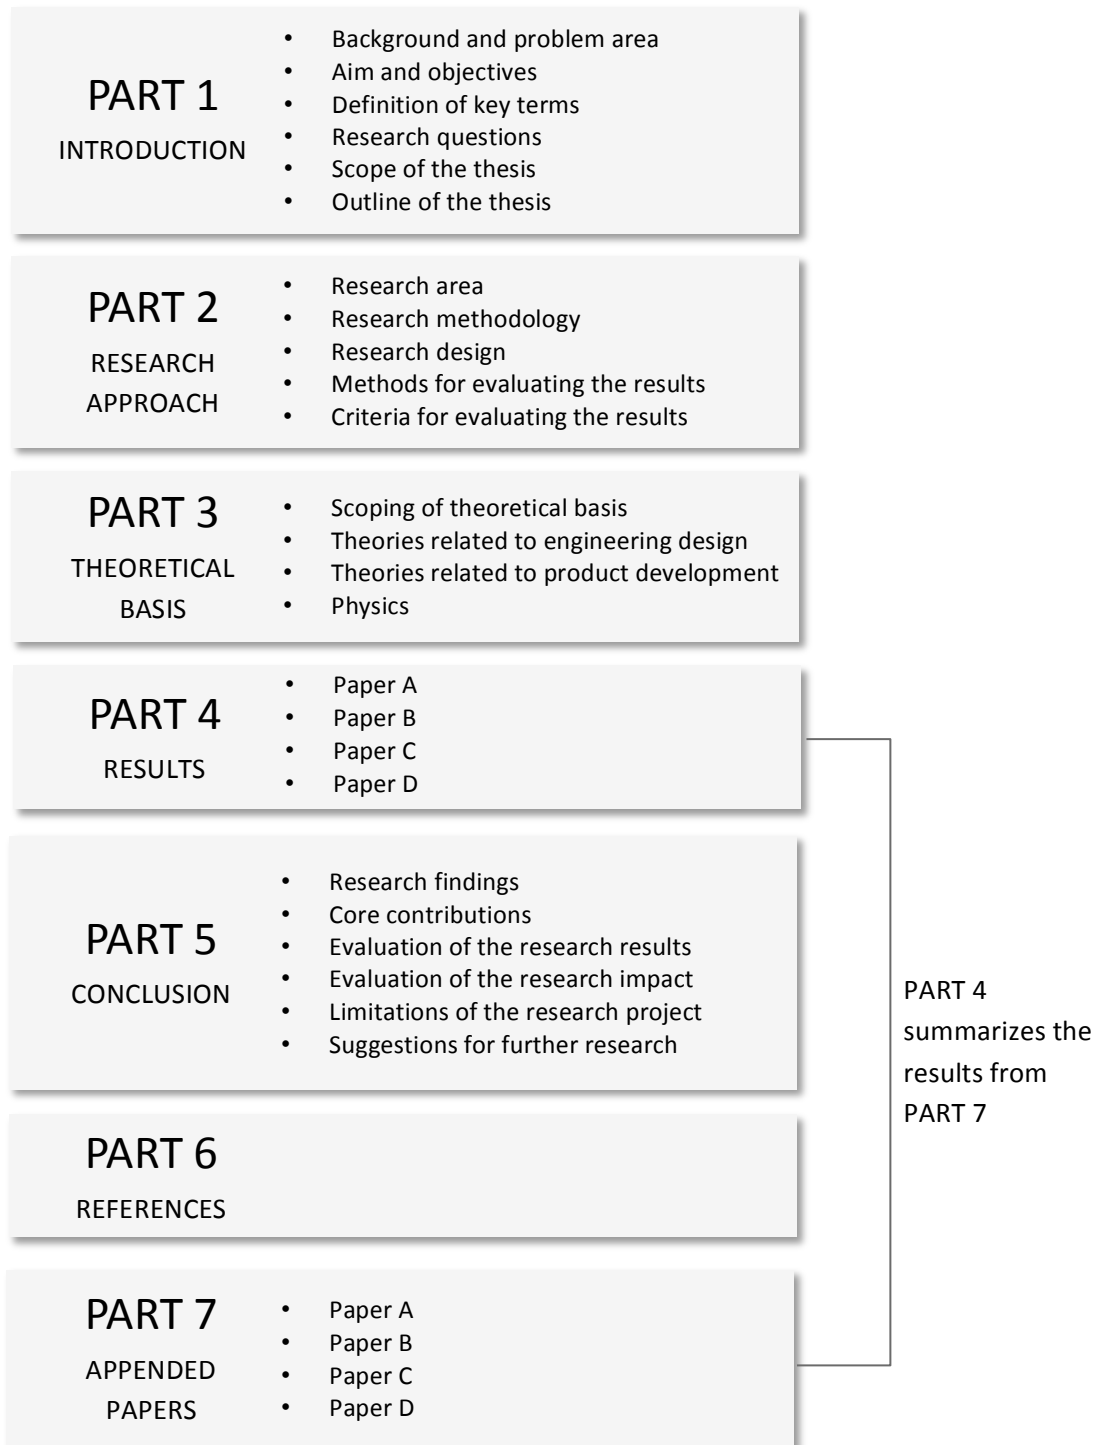 PART 1
INTRODUCTION
• Background and problem area
• Aim and objectives
• Definition of key terms
• Research questions
• Scope of the thesis
• Outline of the thesis
PART 2
RESEARCH
APPROACH
• Research area
• Research methodology
• Research design
• Methods for evaluating the results
• Criteria for evaluating the results
PART 3
THEORETICAL
BASIS
• Scoping of theoretical basis
• Theories related to engineering design
• Theories related to product development
• Physics
PART 4
RESULTS
• Paper A
• Paper B
• Paper C
• Paper D
PART 5
CONCLUSION
• Research findings
• Core contributions
• Evaluation of the research results
• Evaluation of the research impact
• Limitations of the research project
• Suggestions for further research
PART 4
summarizes the
results from
PART 7
PART 6
REFERENCES
PART 7
APPENDED
PAPERS
• Paper A
• Paper B
• Paper C
• Paper D